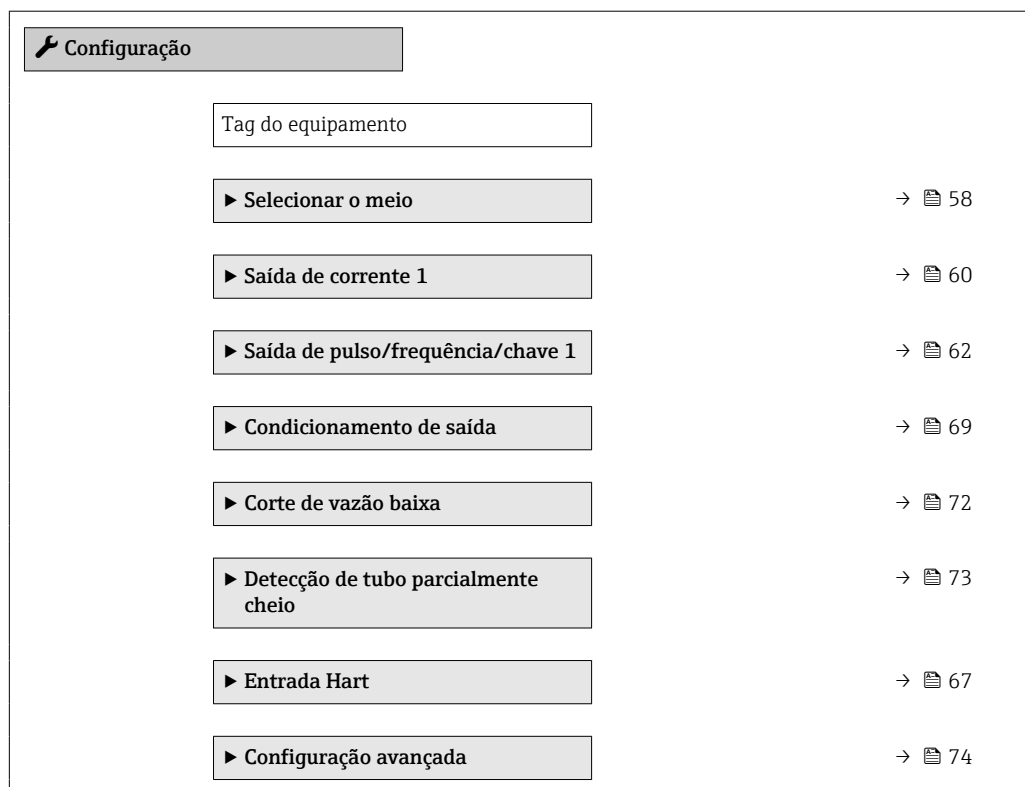 Configuração
Tag do equipamento
▶ Selecionar o meio → 58
▶ Saída de corrente 1 → 60
▶ Saída de pulso/frequência/chave 1 → 62
▶ Condicionamento de saída → 69
▶ Corte de vazão baixa → 72
▶ Detecção de tubo parcialmente → 73
cheio
▶ Entrada Hart → 67
▶ Configuração avançada → 74